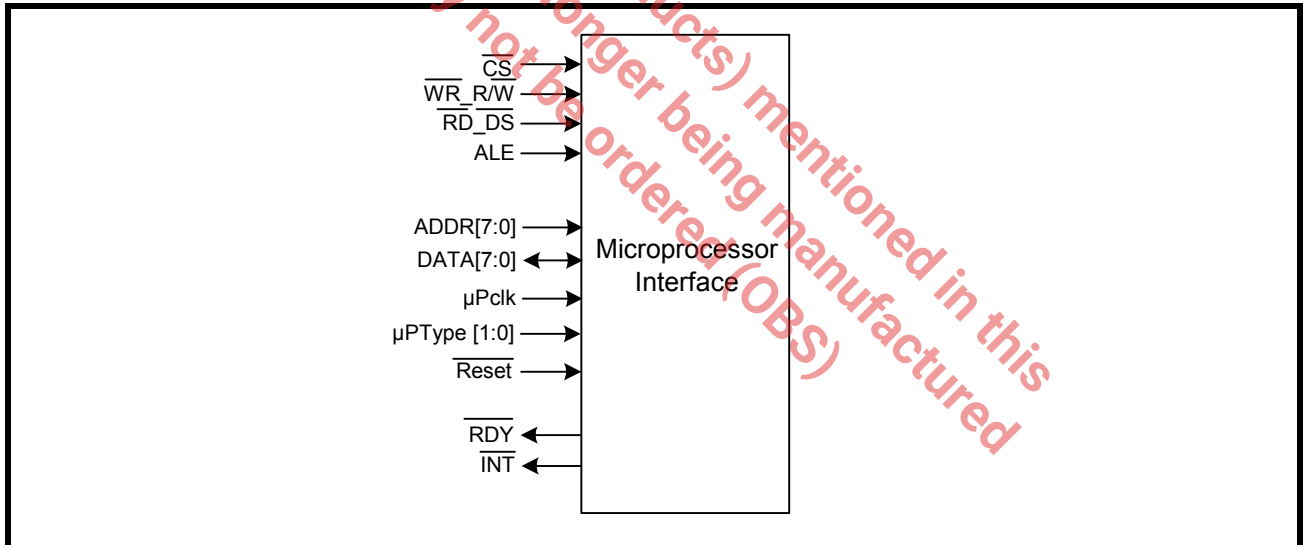 CS
WR_R/W
RD_DS
ALE
ADDR[7:0]
DATA[7:0]
µPclk
µPType [1:0]
Reset
RDY
INT
Microprocessor
Interface
ucts) mentioned in this
onger being manufactured
not be ordered (OBS)